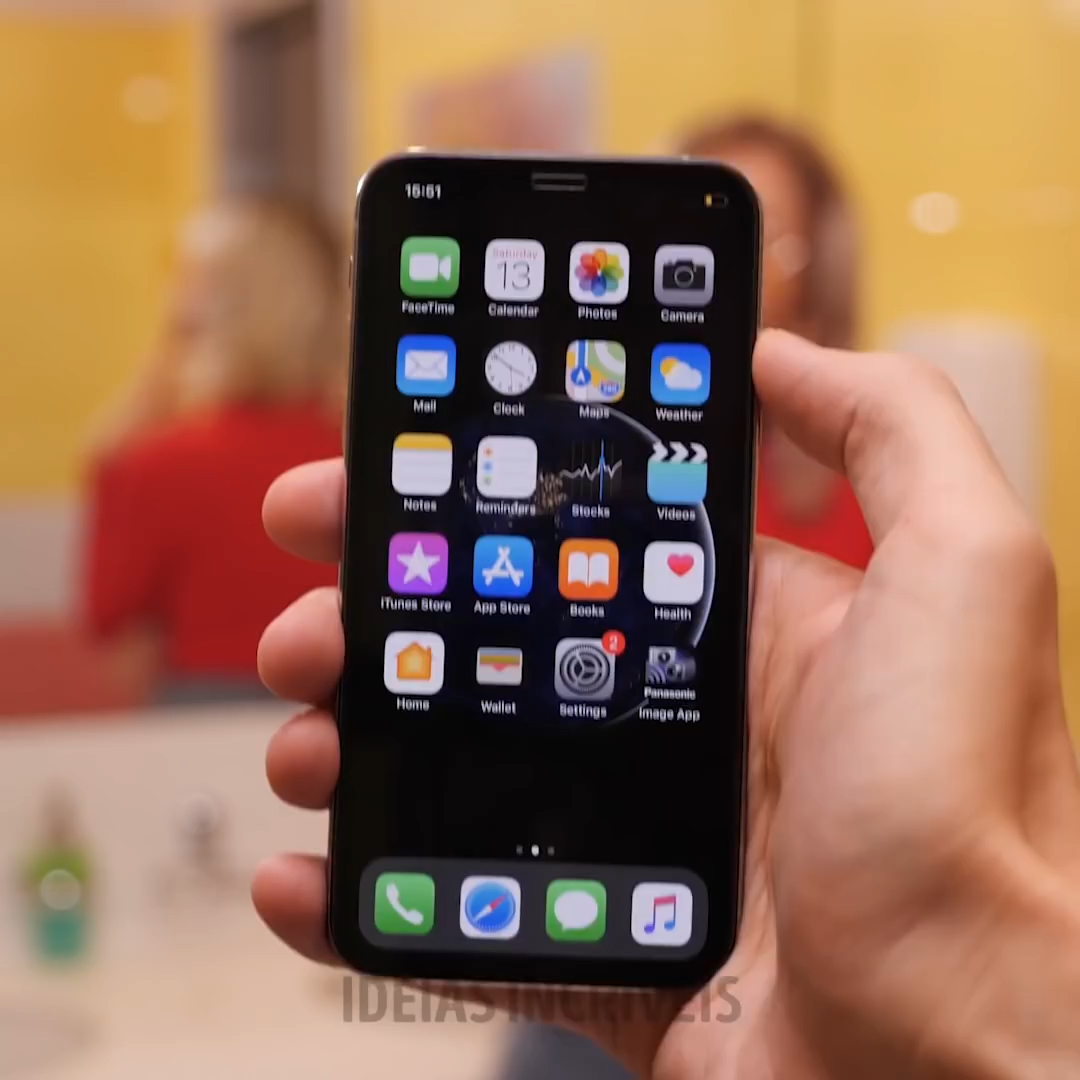 15:51
FaceTime
Saturday
13
Calendar
Photos
Camera
Mail
Clock
Maps
Weather
Notes
Reminders
Stocks
Videos
iTunes Store
App Store
Books
Health
Home
Wallet
2
Settings
Panasonic
Image App
IDEIAS INCRÍVEIS